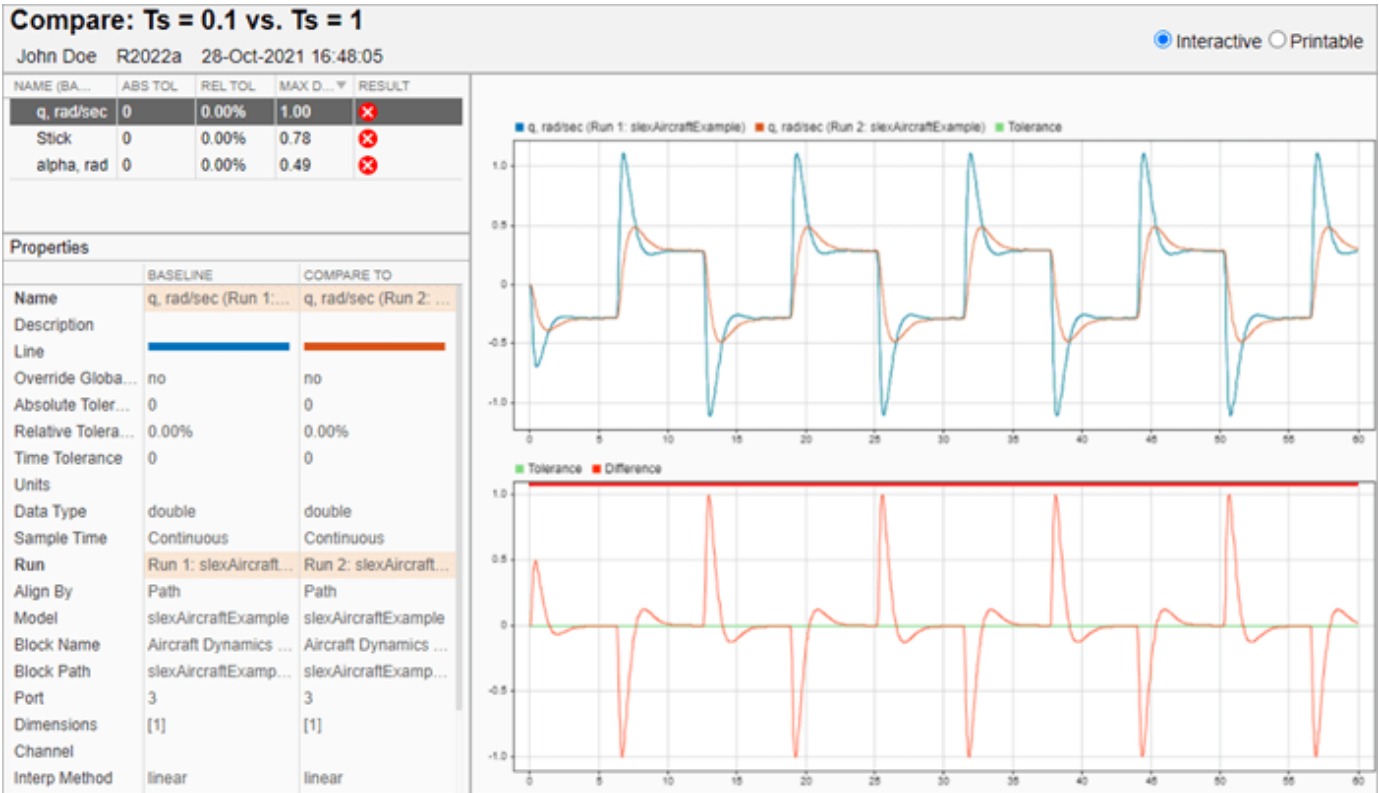 Compare: Ts = 0.1 vs. Ts = 1
John Doe R2022a 28-Oct-2021 16:48:05
Interactive Printable
NAME (BA... ABS TOL REL TOL MAX D... RESULT
q, rad/sec 0 0.00% 1.00
Stick 0 0.00% 0.78
alpha, rad 0 0.00% 0.49
Properties
BASELINE COMPARE TO
Name q, rad/sec (Run 1:... q, rad/sec (Run 2: ...
Description
Line
Override Globa... no no
Absolute Toler... 0 0
Relative Tolera... 0.00% 0.00%
Time Tolerance 0 0
Units
Data Type double double
Sample Time Continuous Continuous
Run Run 1: slexAircraft... Run 2: slexAircraft...
Align By Path Path
Model slexAircraftExample slexAircraftExample
Block Name Aircraft Dynamics ... Aircraft Dynamics ...
Block Path slexAircraftExamp... slexAircraftExamp...
Port 3 3
Dimensions [1] [1]
Channel
Interp Method linear linear
q, rad/sec (Run 1: slexAircraftExample) q, rad/sec (Run 2: slexAircraftExample) Tolerance
1.0
0.5
0
-0.5
-1.0
0 5 10 15 20 25 30 35 40 45 50 55 60
Tolerance Difference
1.0
0.5
0
-0.5
-1.0
0 5 10 15 20 25 30 35 40 45 50 55 60